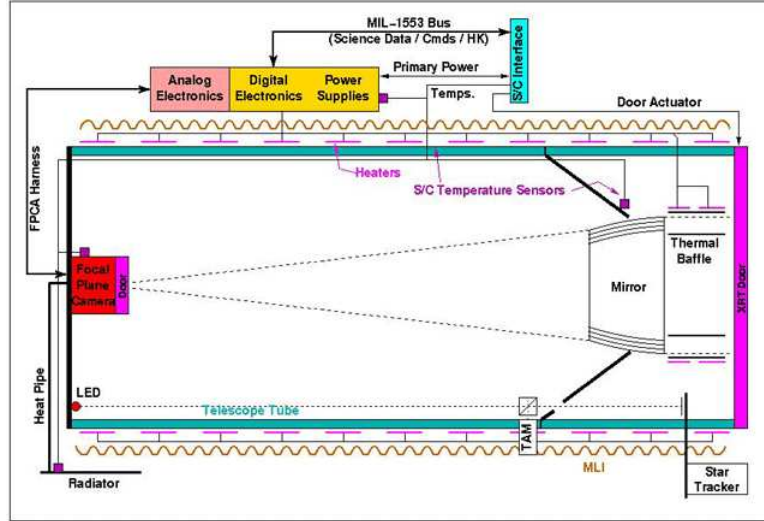 MIL-1553 Bus
(Science Data / Cmds / HK)
Analog
Electronics
Digital
Electronics
Power
Supplies
Primary Power
S/C Interface
Temps.
Door Actuator
FPCA Harness
Heaters
S/C Temperature Sensors
Focal
Plane
Camera
Door
Thermal
Baffle
Mirror
XRT Door
Heat Pipe
LED
Telescope Tube
TAM
MLI
Radiator
Star
Tracker